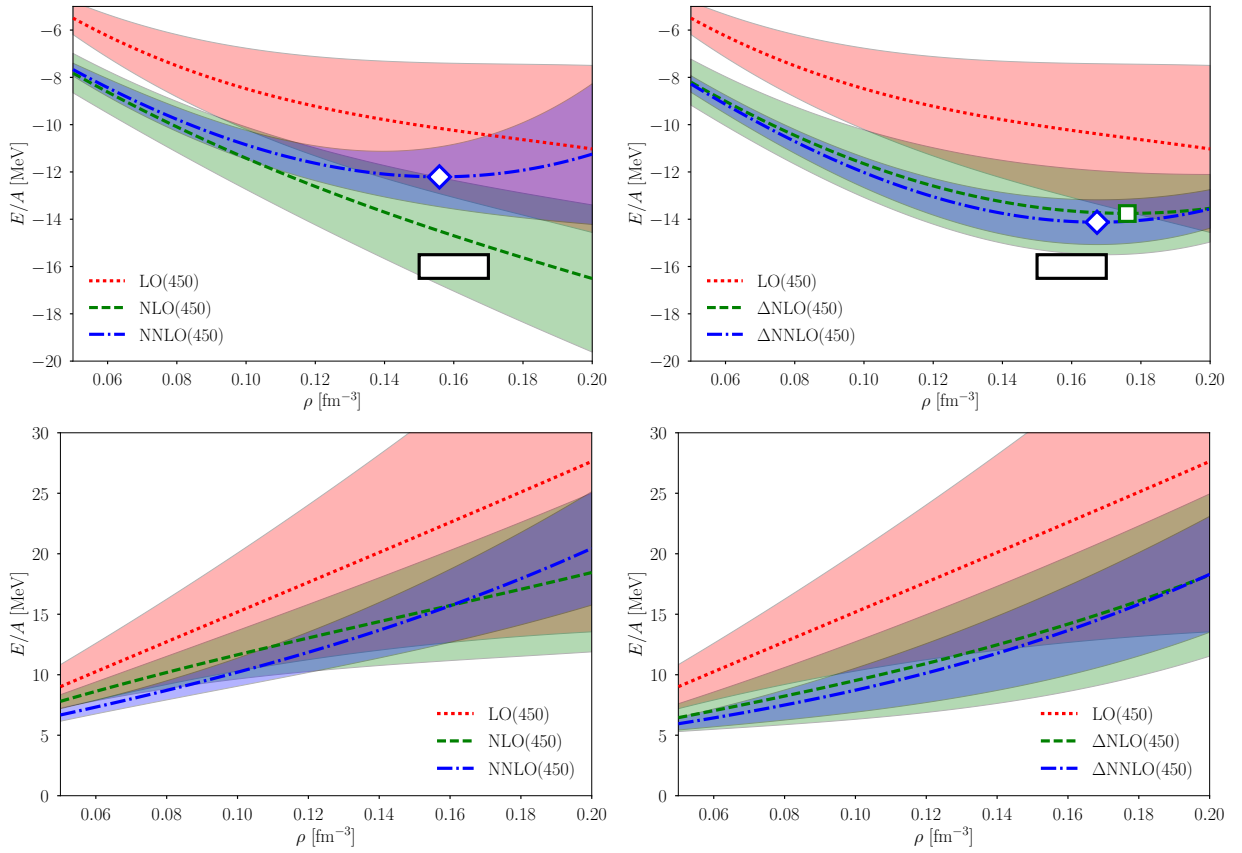 −6
−8
−10
−12
−14
−16
−18
−20
E/A [MeV]
0.06 0.08 0.10 0.12 0.14 0.16 0.18 0.20
ρ [fm⁻³]
LO(450)
NLO(450)
NNLO(450)
−6
−8
−10
−12
−14
−16
−18
−20
E/A [MeV]
0.06 0.08 0.10 0.12 0.14 0.16 0.18 0.20
ρ [fm⁻³]
LO(450)
ΔNLO(450)
ΔNNLO(450)
30
25
20
15
10
5
0
E/A [MeV]
0.06 0.08 0.10 0.12 0.14 0.16 0.18 0.20
ρ [fm⁻³]
LO(450)
NLO(450)
NNLO(450)
30
25
20
15
10
5
0
E/A [MeV]
0.06 0.08 0.10 0.12 0.14 0.16 0.18 0.20
ρ [fm⁻³]
LO(450)
ΔNLO(450)
ΔNNLO(450)